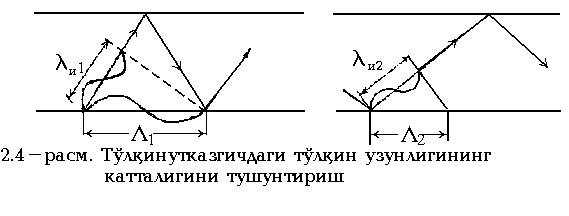 λи1
λи2
Λ1
Λ2
2.4−расм. Тўлқинутказгичдаги тўлқин узунлигининг
катталигини тушунтириш